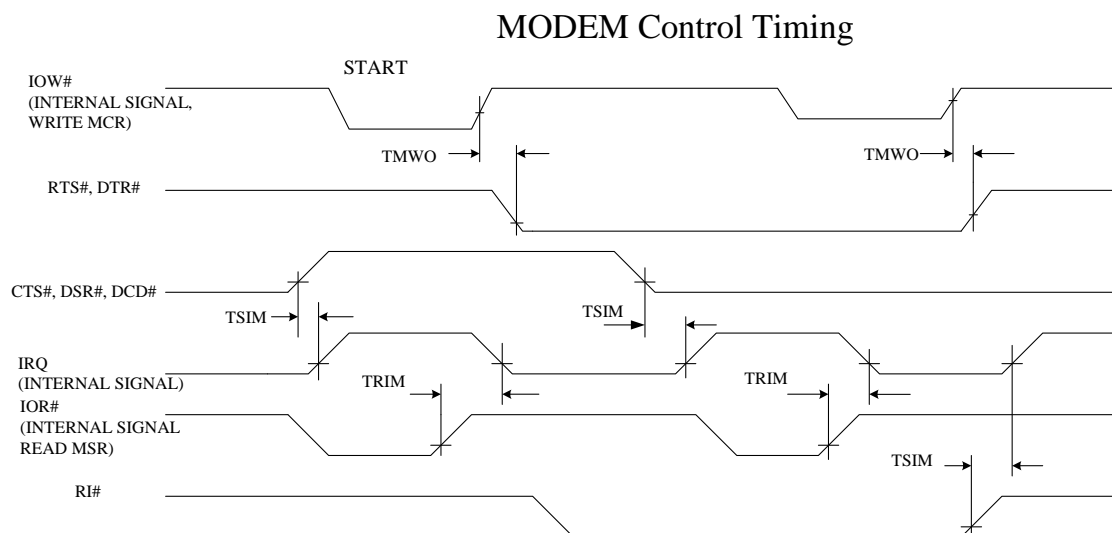 MODEM Control Timing
START
IOW#
(INTERNAL SIGNAL,
WRITE MCR)
TMWO
TMWO
RTS#, DTR#
CTS#, DSR#, DCD#
TSIM
TSIM
IRQ
(INTERNAL SIGNAL)
TRIM
TRIM
IOR#
(INTERNAL SIGNAL
READ MSR)
TSIM
RI#